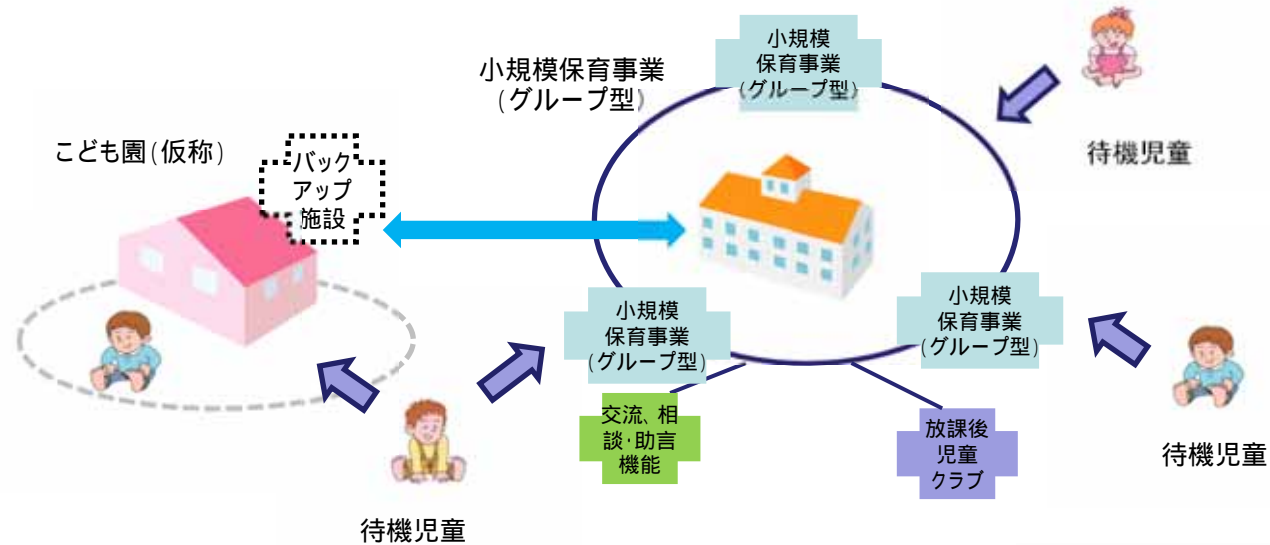 小規模
保育事業
(グループ型)
小規模保育事業
(グループ型)
こども園(仮称)
バック
アップ
施設
待機児童
小規模
保育事業
(グループ型)
小規模
保育事業
(グループ型)
交流、相
談・助言
機能
放課後
児童
クラブ
待機児童
待機児童